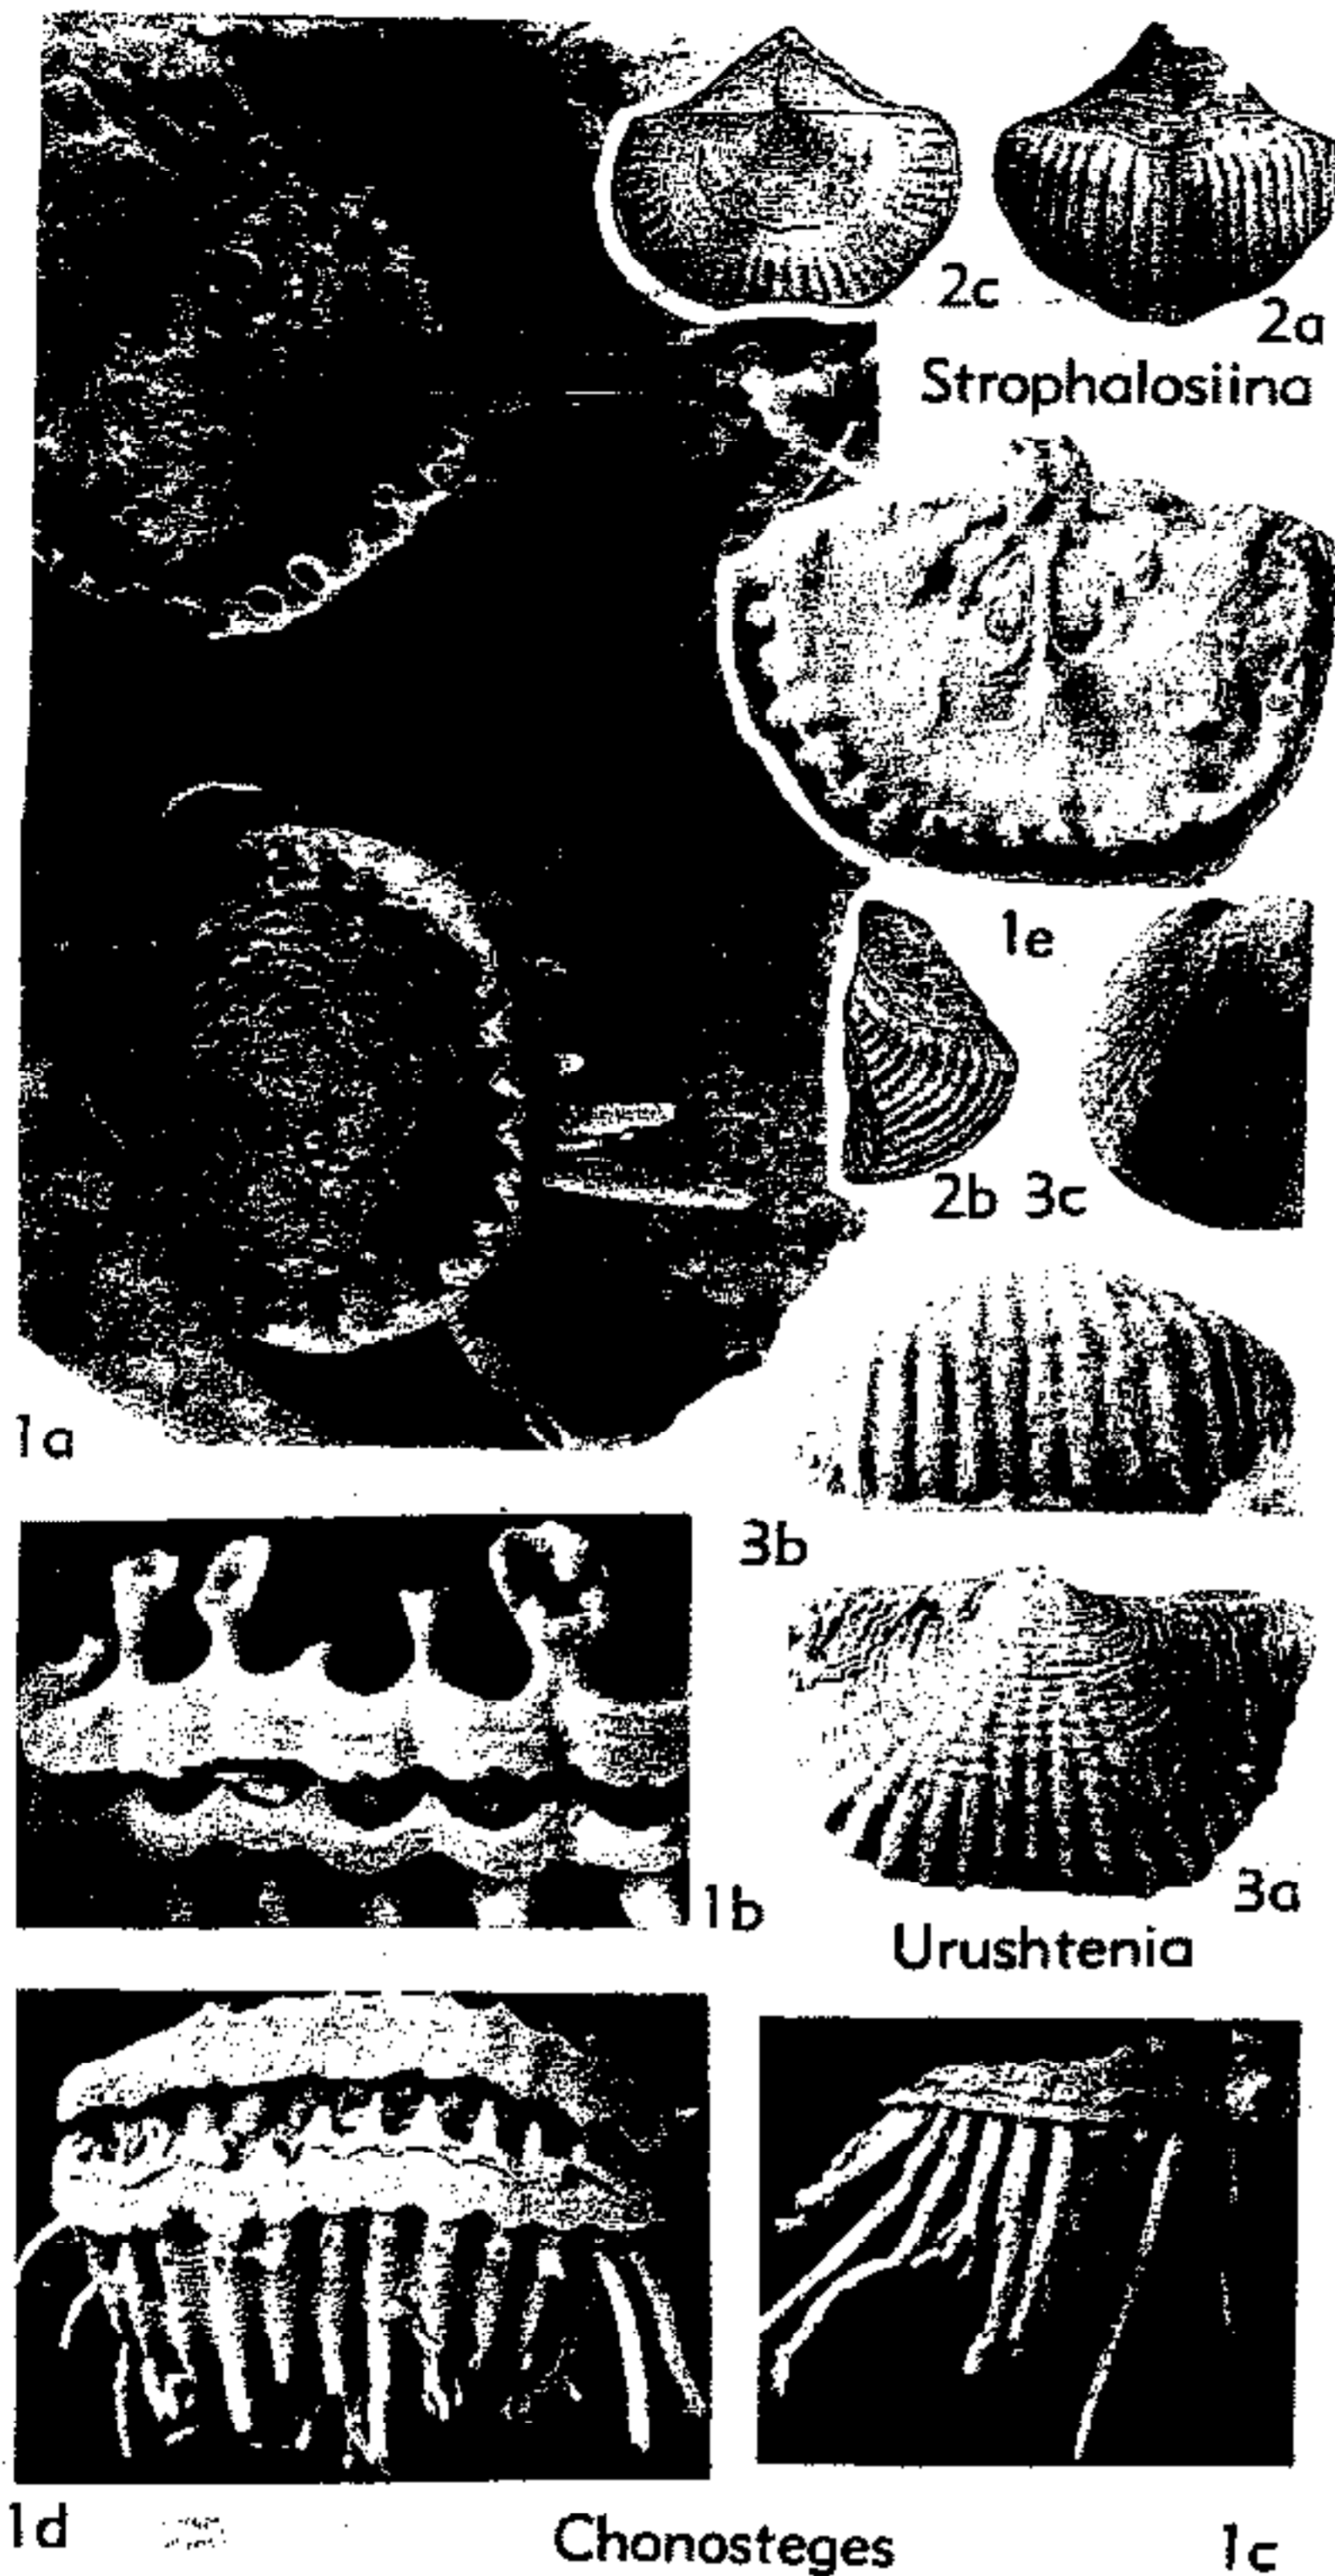 2c
2a
Strophalosiina
1e
2b 3c
1a
3b
3a
1b
Urushtenia
1d
Chonosteges
1c